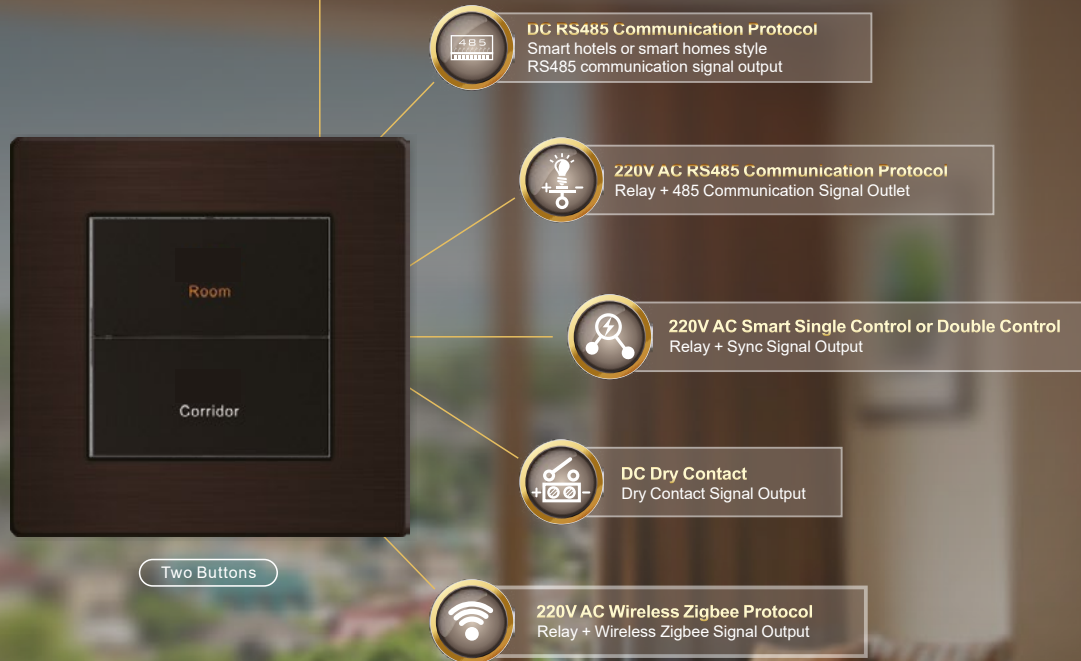 DC RS485 Communication Protocol
Smart hotels or smart homes style
RS485 communication signal output
485
220V AC RS485 Communication Protocol
Relay + 485 Communication Signal Outlet
Room
220V AC Smart Single Control or Double Control
Relay + Sync Signal Output
Corridor
DC Dry Contact
Dry Contact Signal Output
Two Buttons
220V AC Wireless Zigbee Protocol
Relay + Wireless Zigbee Signal Output